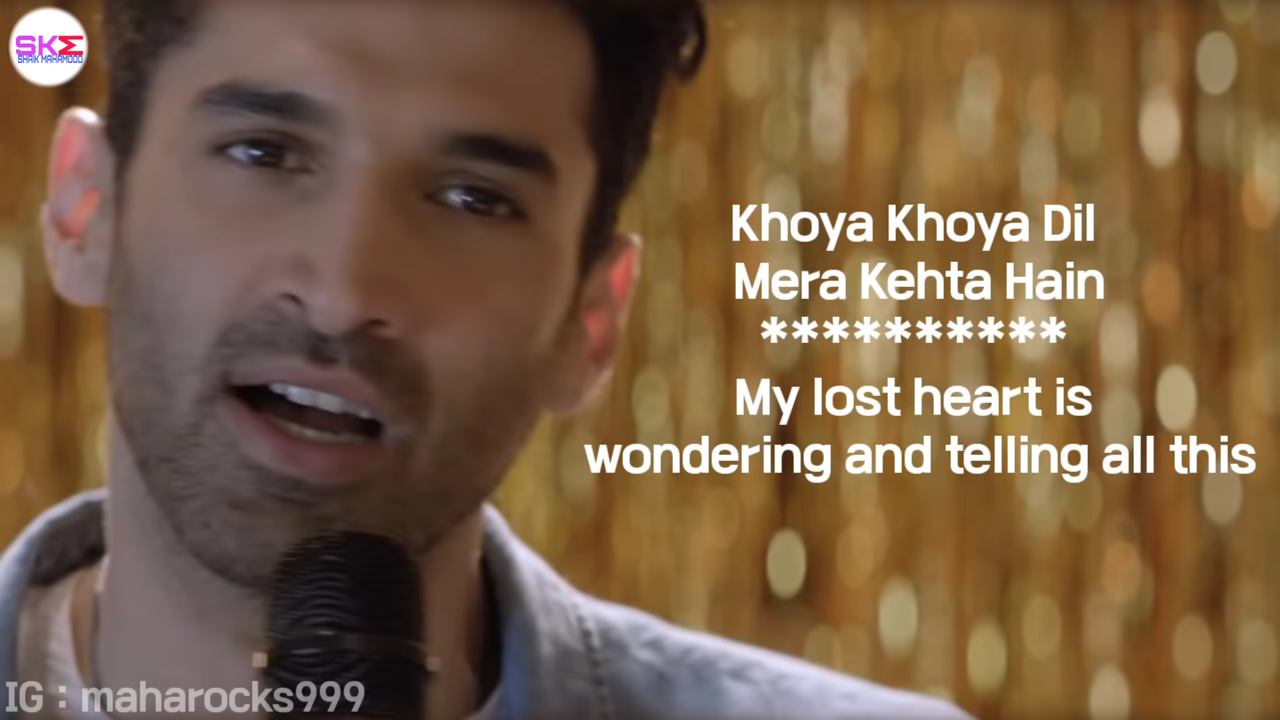 SKΣ
SHAIK MAHAMOOD
Khoya Khoya Dil
Mera Kehta Hain
**********
My lost heart is
wondering and telling all this
IG : maharocks999